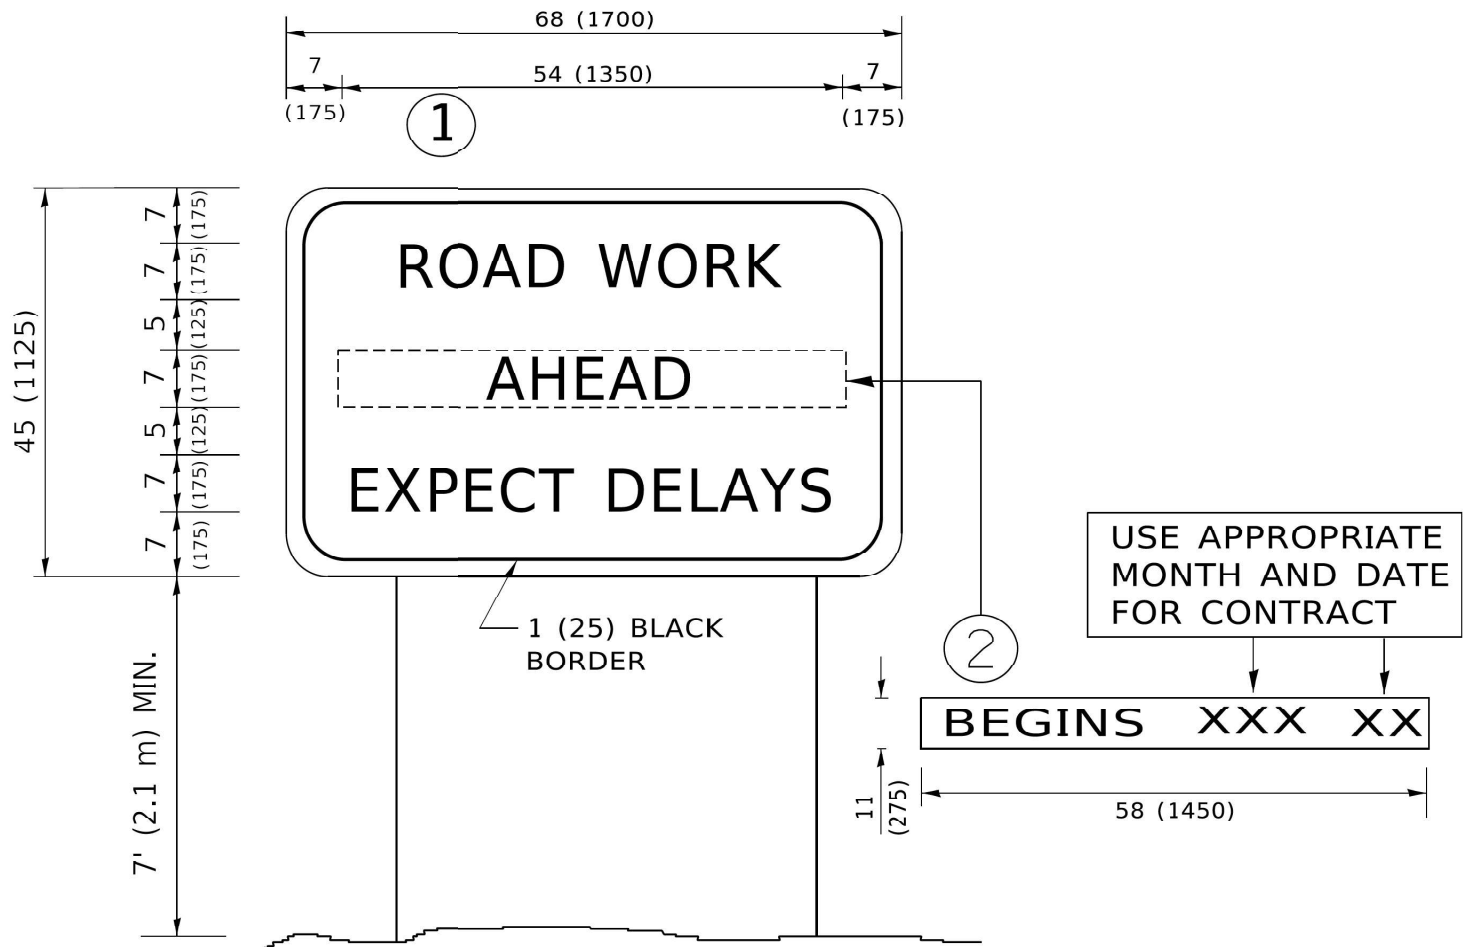 68 (1700)
7
54 (1350)
7
(175)
(175)
1
7
(175)
7
(175)
5
(125)
7
(175)
5
(125)
7
(175)
7
(175)
45 (1125)
ROAD WORK
AHEAD
EXPECT DELAYS
1 (25) BLACK
BORDER
7' (2.1 m) MIN.
USE APPROPRIATE
MONTH AND DATE
FOR CONTRACT
2
BEGINS XXX XX
11
(275)
58 (1450)